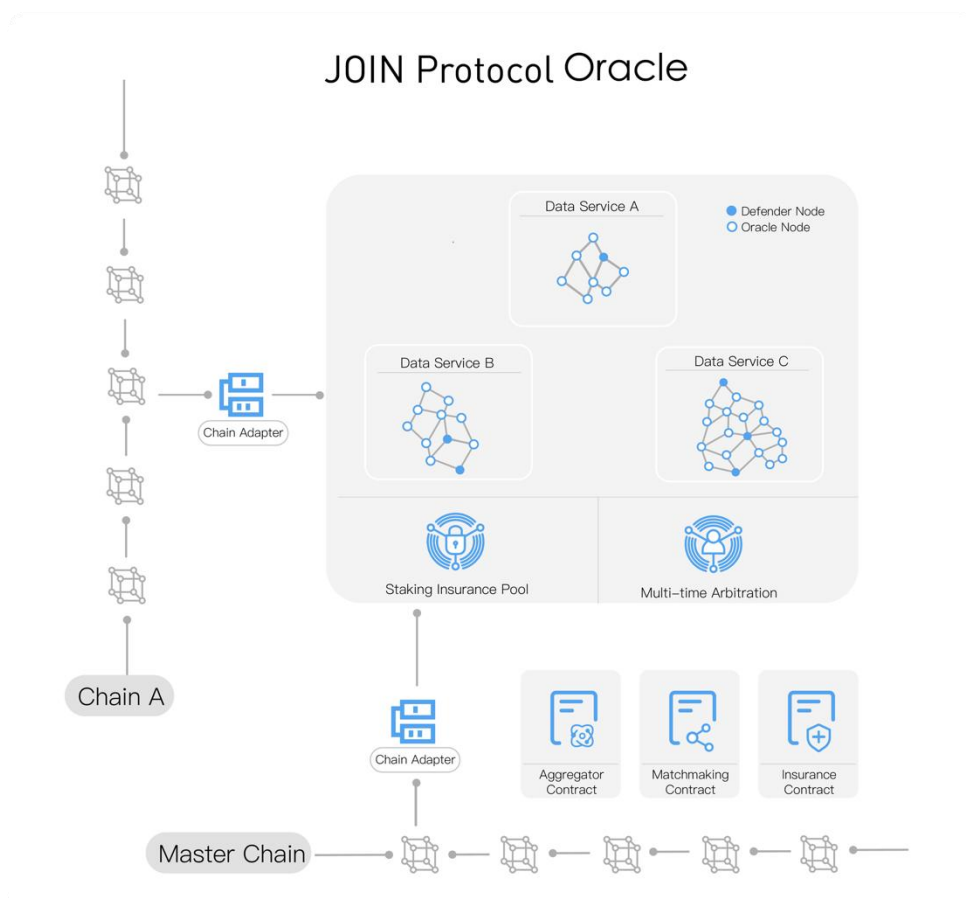 JOIN Protocol Oracle
Data Service A
Defender Node
Oracle Node
Data Service B
Data Service C
Chain Adapter
Staking Insurance Pool
Multi-time Arbitration
Chain A
Chain Adapter
Aggregator
Contract
Matchmaking
Contract
Insurance
Contract
Master Chain